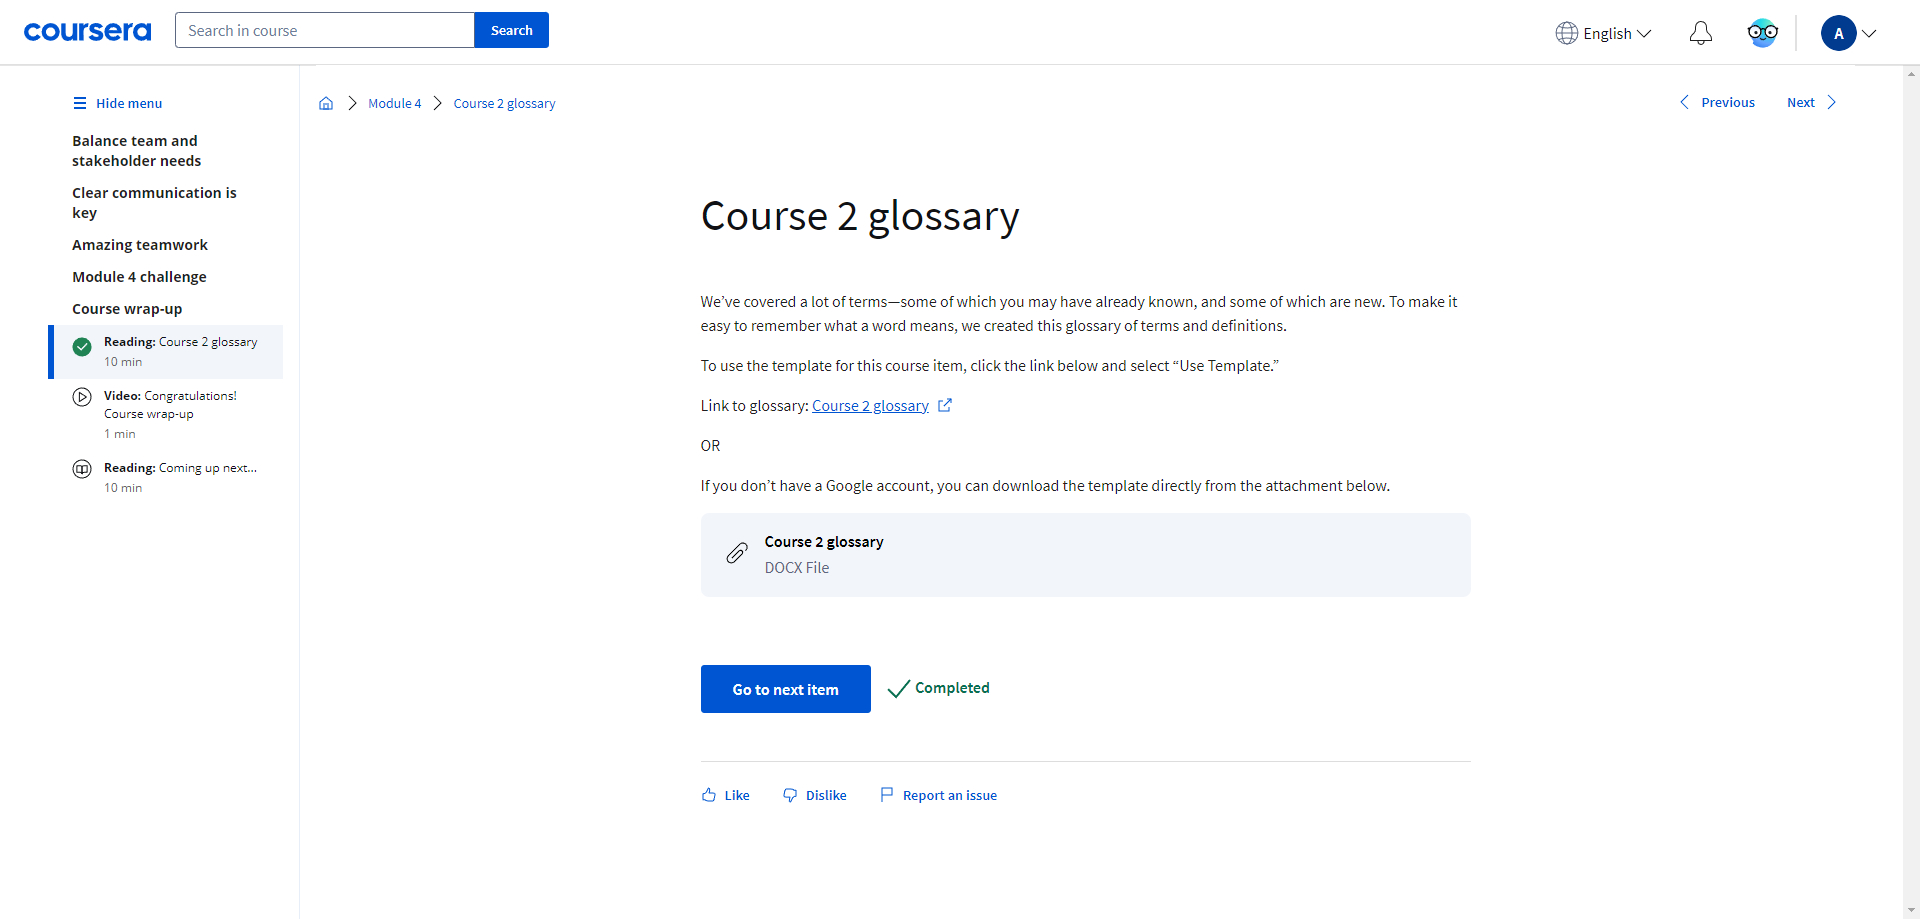 coursera
Search in course
Search
English
A
Hide menu
Balance team and
stakeholder needs
Clear communication is
key
Amazing teamwork
Module 4 challenge
Course wrap-up
Reading: Course 2 glossary
10 min
Video: Congratulations!
Course wrap-up
1 min
Reading: Coming up next...
10 min
Module 4
Course 2 glossary
Previous
Next
Course 2 glossary
We’ve covered a lot of terms—some of which you may have already known, and some of which are new. To make it
easy to remember what a word means, we created this glossary of terms and definitions.
To use the template for this course item, click the link below and select “Use Template.”
Link to glossary: Course 2 glossary
OR
If you don’t have a Google account, you can download the template directly from the attachment below.
Course 2 glossary
DOCX File
Go to next item
Completed
Like
Dislike
Report an issue